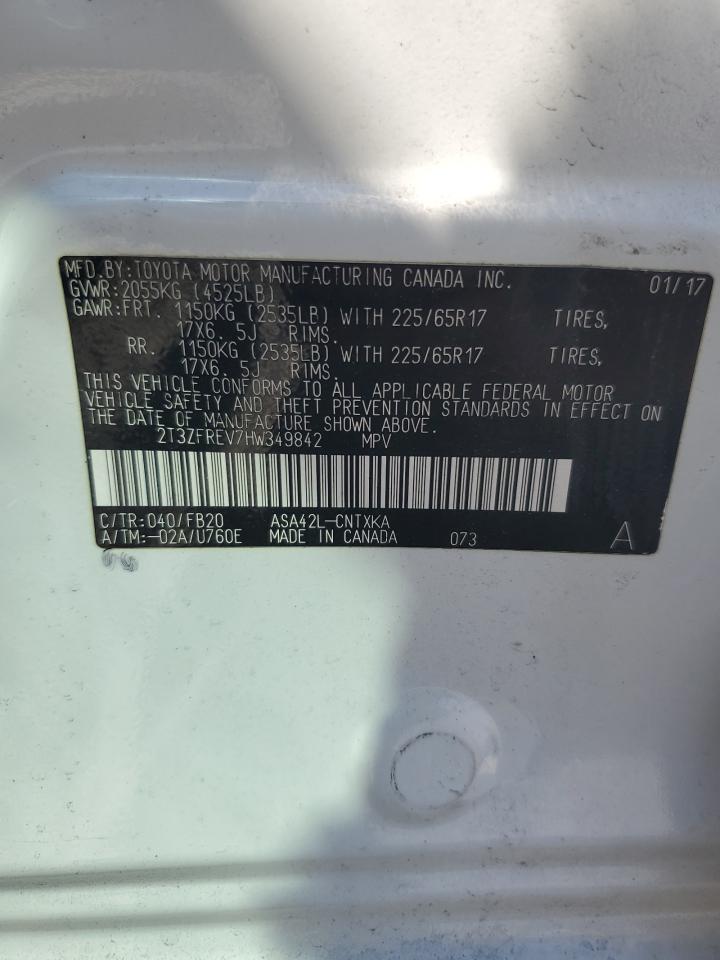 MFD.BY:TOYOTA MOTOR MANUFACTURING CANADA INC. 01/17
GVWR:2055KG (4525LB)
GAWR:FRT. 1150KG (2535LB) WITH 225/65R17 TIRES,
17X6. 5J RIMS.
RR. 1150KG (2535LB) WITH 225/65R17 TIRES,
17X6. 5J RIMS.
THIS VEHICLE CONFORMS TO ALL APPLICABLE FEDERAL MOTOR
VEHICLE SAFETY AND THEFT PREVENTION STANDARDS IN EFFECT ON
THE DATE OF MANUFACTURE SHOWN ABOVE.
2T3ZFREV7HW349842 MPV
C/TR:040/FB20 ASA42L-CNTXKA
A/TM:-02A/U760E MADE IN CANADA 073 A